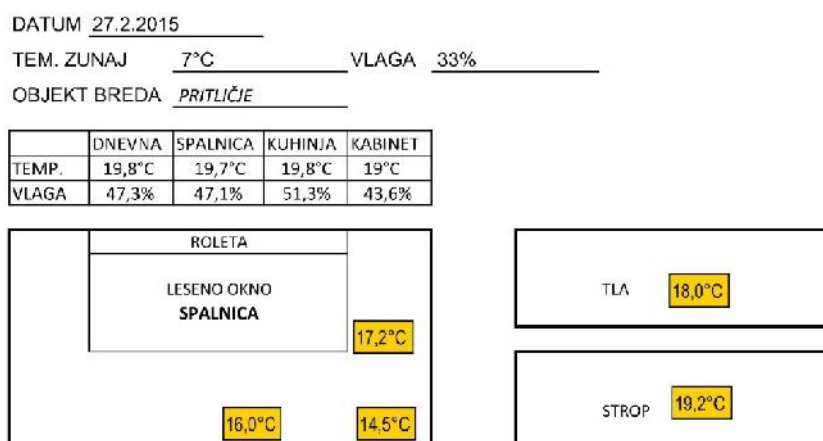 DATUM 27.2.2015
TEM. ZUNAJ 7°C VLAGA 33%
OBJEKT BREDA PRITLIČJE
DNEVNA SPALNICA KUHINJA KABINET
TEMP. 19,8°C 19,7°C 19,8°C 19°C
VLAGA 47,3% 47,1% 51,3% 43,6%
ROLETA
LESENO OKNO
SPALNICA
17,2°C
16,0°C 14,5°C
TLA 18,0°C
STROP 19,2°C